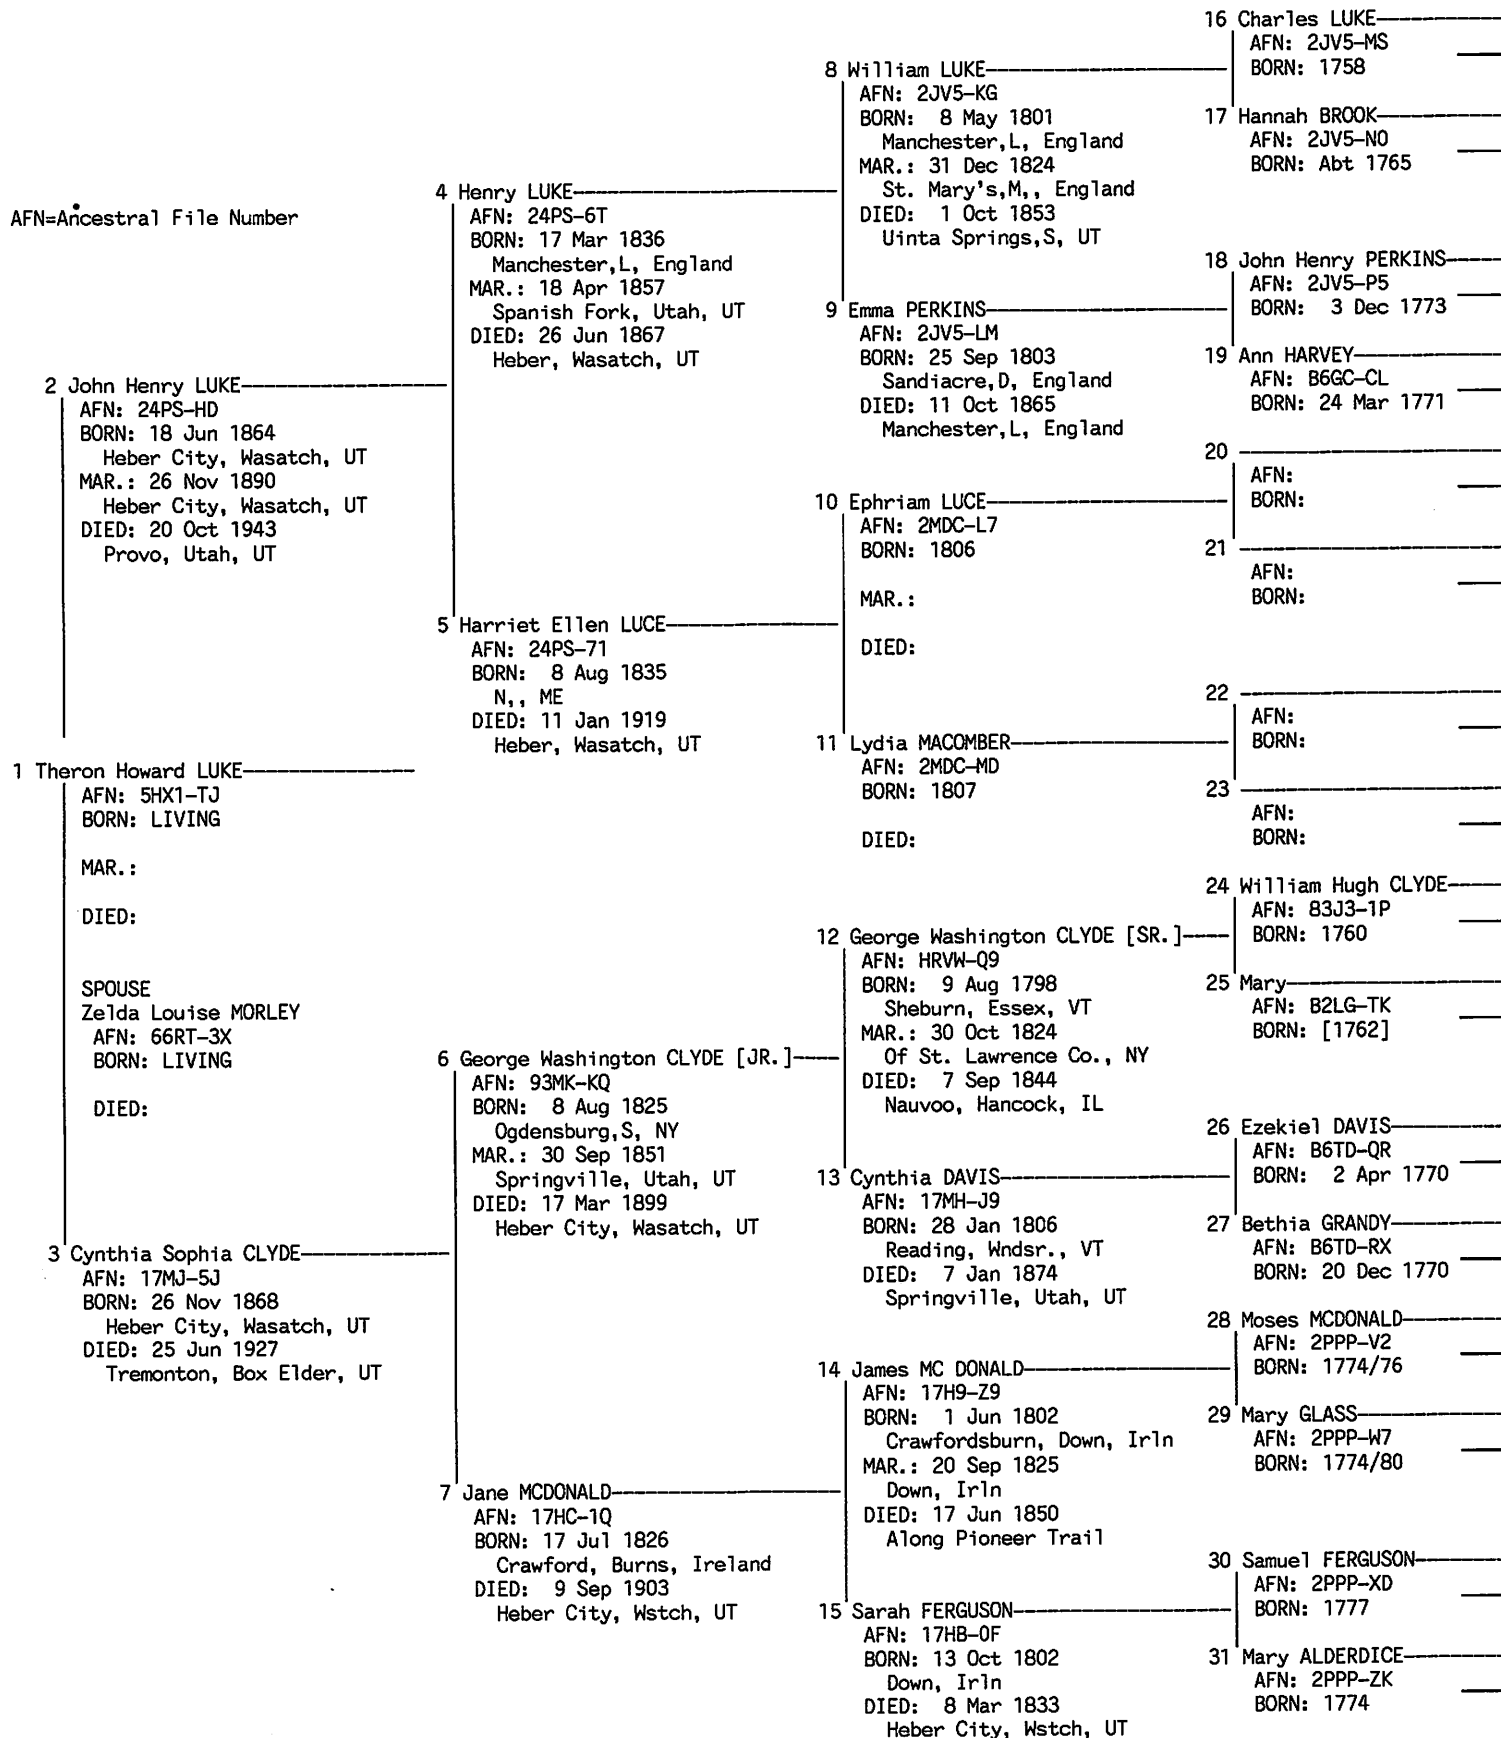 AFN=Ancestral File Number
1 Theron Howard LUKE
AFN: 5HX1-TJ
BORN: LIVING
MAR.:
DIED:
SPOUSE
Zelda Louise MORLEY
AFN: 66RT-3X
BORN: LIVING
DIED:
2 John Henry LUKE
AFN: 24PS-HD
BORN: 18 Jun 1864
Heber City, Wasatch, UT
MAR.: 26 Nov 1890
Heber City, Wasatch, UT
DIED: 20 Oct 1943
Provo, Utah, UT
3 Cynthia Sophia CLYDE
AFN: 17MJ-5J
BORN: 26 Nov 1868
Heber City, Wasatch, UT
DIED: 25 Jun 1927
Tremonton, Box Elder, UT
4 Henry LUKE
AFN: 24PS-6T
BORN: 17 Mar 1836
Manchester,L, England
MAR.: 18 Apr 1857
Spanish Fork, Utah, UT
DIED: 26 Jun 1867
Heber, Wasatch, UT
5 Harriet Ellen LUCE
AFN: 24PS-71
BORN: 8 Aug 1835
N,, ME
DIED: 11 Jan 1919
Heber, Wasatch, UT
6 George Washington CLYDE [JR.]
AFN: 93MK-KQ
BORN: 8 Aug 1825
Ogdensburg,S, NY
MAR.: 30 Sep 1851
Springville, Utah, UT
DIED: 17 Mar 1899
Heber City, Wasatch, UT
7 Jane MCDONALD
AFN: 17HC-1Q
BORN: 17 Jul 1826
Crawford, Burns, Ireland
DIED: 9 Sep 1903
Heber City, Wstch, UT
8 William LUKE
AFN: 2JV5-KG
BORN: 8 May 1801
Manchester,L, England
MAR.: 31 Dec 1824
St. Mary's,M,, England
DIED: 1 Oct 1853
Uinta Springs,S, UT
9 Emma PERKINS
AFN: 2JV5-LM
BORN: 25 Sep 1803
Sandiacre,D, England
DIED: 11 Oct 1865
Manchester,L, England
10 Ephriam LUCE
AFN: 2MDC-L7
BORN: 1806
MAR.:
DIED:
11 Lydia MACOMBER
AFN: 2MDC-MD
BORN: 1807
DIED:
12 George Washington CLYDE [SR.]
AFN: HRVW-Q9
BORN: 9 Aug 1798
Sheburn, Essex, VT
MAR.: 30 Oct 1824
Of St. Lawrence Co., NY
DIED: 7 Sep 1844
Nauvoo, Hancock, IL
13 Cynthia DAVIS
AFN: 17MH-J9
BORN: 28 Jan 1806
Reading, Wndsr., VT
DIED: 7 Jan 1874
Springville, Utah, UT
14 James MC DONALD
AFN: 17H9-Z9
BORN: 1 Jun 1802
Crawfordsburn, Down, Irln
MAR.: 20 Sep 1825
Down, Irln
DIED: 17 Jun 1850
Along Pioneer Trail
15 Sarah FERGUSON
AFN: 17HB-0F
BORN: 13 Oct 1802
Down, Irln
DIED: 8 Mar 1833
Heber City, Wstch, UT
16 Charles LUKE
AFN: 2JV5-MS
BORN: 1758
17 Hannah BROOK
AFN: 2JV5-N0
BORN: Abt 1765
18 John Henry PERKINS
AFN: 2JV5-P5
BORN: 3 Dec 1773
19 Ann HARVEY
AFN: B6GC-CL
BORN: 24 Mar 1771
20
AFN:
BORN:
21
AFN:
BORN:
22
AFN:
BORN:
23
AFN:
BORN:
24 William Hugh CLYDE
AFN: 83J3-1P
BORN: 1760
25 Mary
AFN: B2LG-TK
BORN: [1762]
26 Ezekiel DAVIS
AFN: B6TD-QR
BORN: 2 Apr 1770
27 Bethia GRANDY
AFN: B6TD-RX
BORN: 20 Dec 1770
28 Moses MCDONALD
AFN: 2PPP-V2
BORN: 1774/76
29 Mary GLASS
AFN: 2PPP-W7
BORN: 1774/80
30 Samuel FERGUSON
AFN: 2PPP-XD
BORN: 1777
31 Mary ALDERDICE
AFN: 2PPP-ZK
BORN: 1774